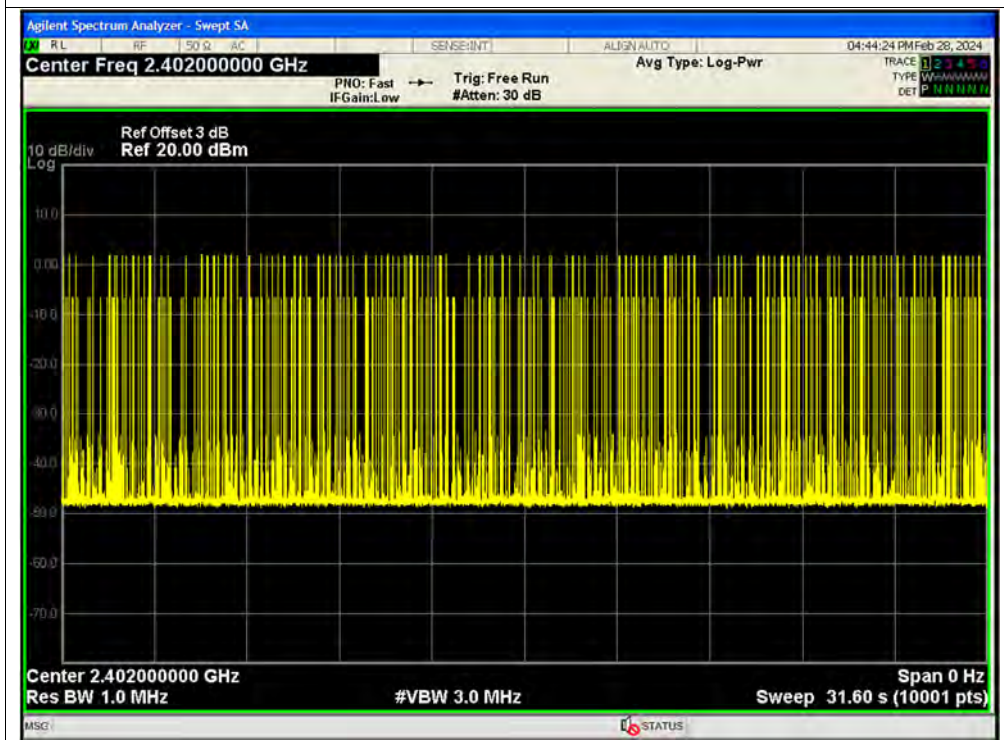 Agilent Spectrum Analyzer - Swept SA
RL RF 50 Ω AC SENSE:INT ALIGN AUTO 04:44:24 PM Feb 28, 2024
Center Freq 2.402000000 GHz Avg Type: Log-Pwr TRACE 1 2 3 4 5 6
PNO: Fast Trig: Free Run TYPE W
IFGain:Low #Atten: 30 dB DET P N N N N N
Ref Offset 3 dB
10 dB/div Ref 20.00 dBm
Log
10.0
0.00
-10.0
-20.0
-30.0
-40.0
-50.0
-60.0
-70.0
Center 2.402000000 GHz Span 0 Hz
Res BW 1.0 MHz #VBW 3.0 MHz Sweep 31.60 s (10001 pts)
MSG STATUS